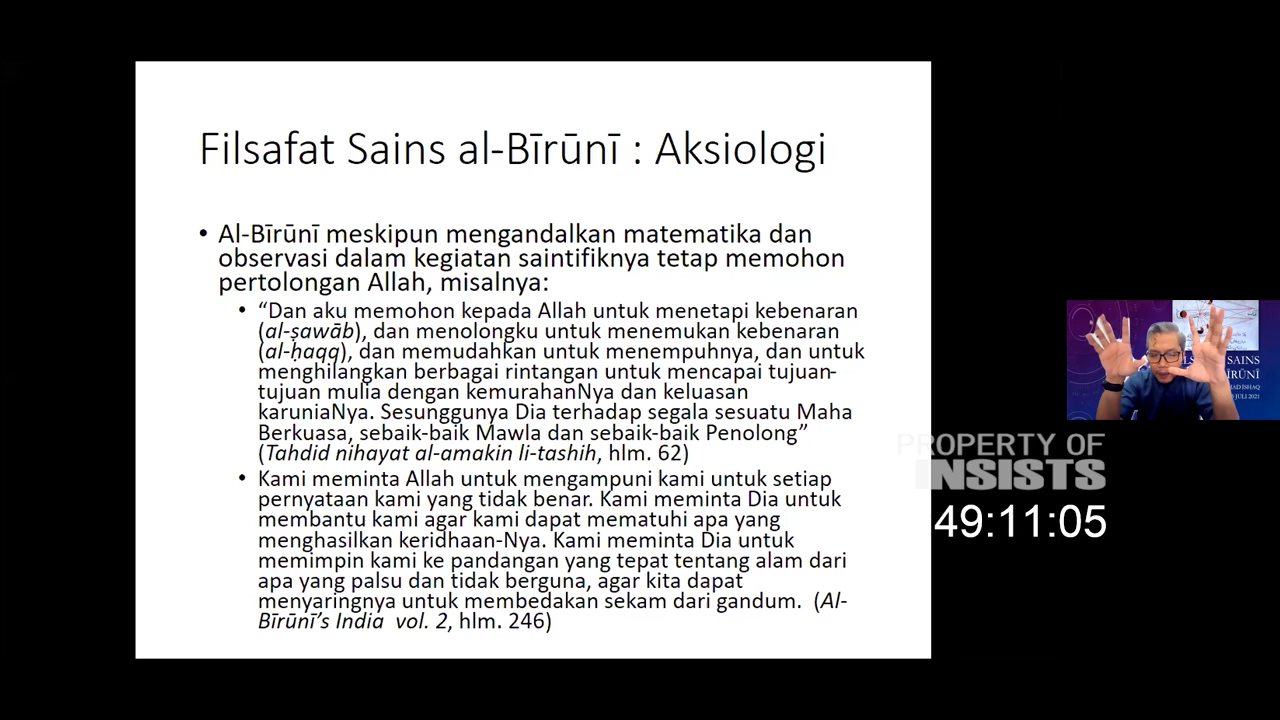 Filsafat Sains al-Bīrūnī : Aksiologi
• Al-Bīrūnī meskipun mengandalkan matematika dan
observasi dalam kegiatan saintifiknya tetap memohon
pertolongan Allah, misalnya:
• “Dan aku memohon kepada Allah untuk menetapi kebenaran
(al-ṣawāb), dan menolongku untuk menemukan kebenaran
(al-ḥaqq), dan memudahkan untuk menempuhnya, dan untuk
menghilangkan berbagai rintangan untuk mencapai tujuan-
tujuan mulia dengan kemurahanNya dan keluasan
karuniaNya. Sesunggunya Dia terhadap segala sesuatu Maha
Berkuasa, sebaik-baik Mawla dan sebaik-baik Penolong”
(Tahdid nihayat al-amakin li-tashih, hlm. 62)
• Kami meminta Allah untuk mengampuni kami untuk setiap
pernyataan kami yang tidak benar. Kami meminta Dia untuk
membantu kami agar kami dapat mematuhi apa yang
menghasilkan keridhaan-Nya. Kami meminta Dia untuk
memimpin kami ke pandangan yang tepat tentang alam dari
apa yang palsu dan tidak berguna, agar kita dapat
menyaringnya untuk membedakan sekam dari gandum. (Al-
Bīrūnī’s India vol. 2, hlm. 246)
SAINS
ĪRŪNĪ
AD ISHAQ
JULI 2021
PROPERTY OF
INSISTS
49:11:05